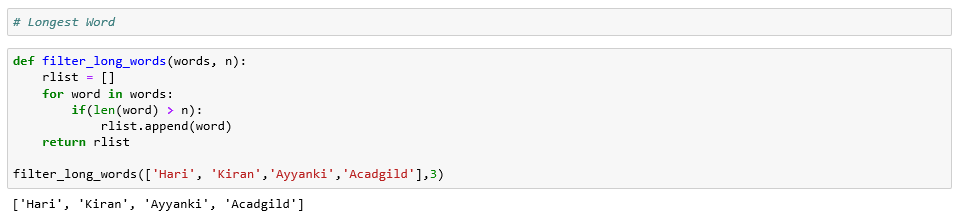 # Longest Word
def filter_long_words(words, n):
    rlist = []
    for word in words:
        if(len(word) > n):
            rlist.append(word)
    return rlist
filter_long_words(['Hari', 'Kiran','Ayyanki','Acadgild'],3)
['Hari', 'Kiran', 'Ayyanki', 'Acadgild']